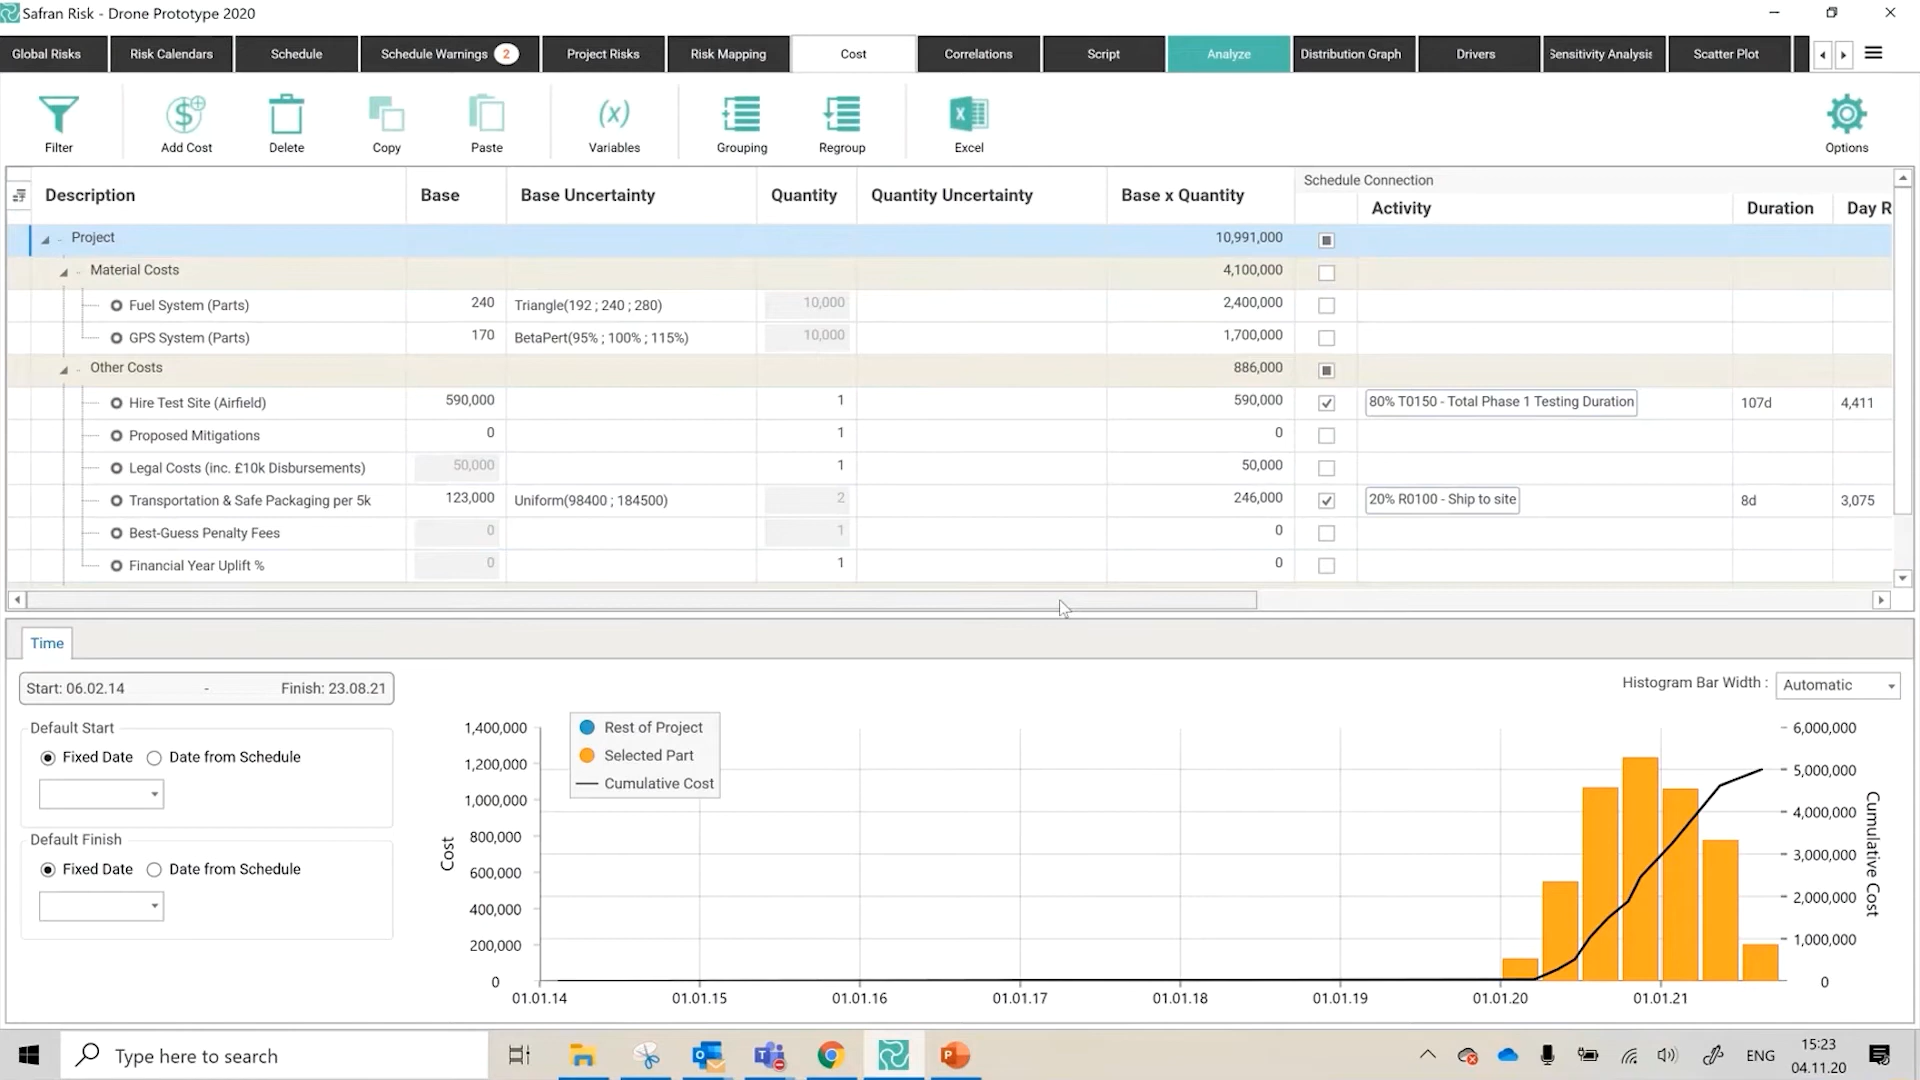 Safran Risk - Drone Prototype 2020
Global Risks
Risk Calendars
Schedule
Schedule Warnings 2
Project Risks
Risk Mapping
Cost
Correlations
Script
Analyze
Distribution Graph
Drivers
Sensitivity Analysis
Scatter Plot
Filter
Add Cost
Delete
Copy
Paste
Variables
Grouping
Regroup
Excel
Options
Schedule Connection
Description Base Base Uncertainty Quantity Quantity Uncertainty Base x Quantity Activity Duration Day R
Project 10,991,000
Material Costs 4,100,000
Fuel System (Parts) 240 Triangle(192 ; 240 ; 280) 10,000 2,400,000
GPS System (Parts) 170 BetaPert(95% ; 100% ; 115%) 10,000 1,700,000
Other Costs 886,000
Hire Test Site (Airfield) 590,000 1 590,000 80% T0150 - Total Phase 1 Testing Duration 107d 4,411
Proposed Mitigations 0 1 0
Legal Costs (inc. £10k Disbursements) 50,000 1 50,000
Transportation & Safe Packaging per 5k 123,000 Uniform(98400 ; 184500) 2 246,000 20% R0100 - Ship to site 8d 3,075
Best-Guess Penalty Fees 0 1 0
Financial Year Uplift % 0 1 0
Time
Start: 06.02.14 - Finish: 23.08.21
Default Start
Fixed Date Date from Schedule
Default Finish
Fixed Date Date from Schedule
Histogram Bar Width : Automatic
Rest of Project
Selected Part
Cumulative Cost
Cost
1,400,000
1,200,000
1,000,000
800,000
600,000
400,000
200,000
0
6,000,000
5,000,000
4,000,000
3,000,000
2,000,000
1,000,000
0
Cumulative Cost
01.01.14 01.01.15 01.01.16 01.01.17 01.01.18 01.01.19 01.01.20 01.01.21
Type here to search
ENG
15:23
04.11.20